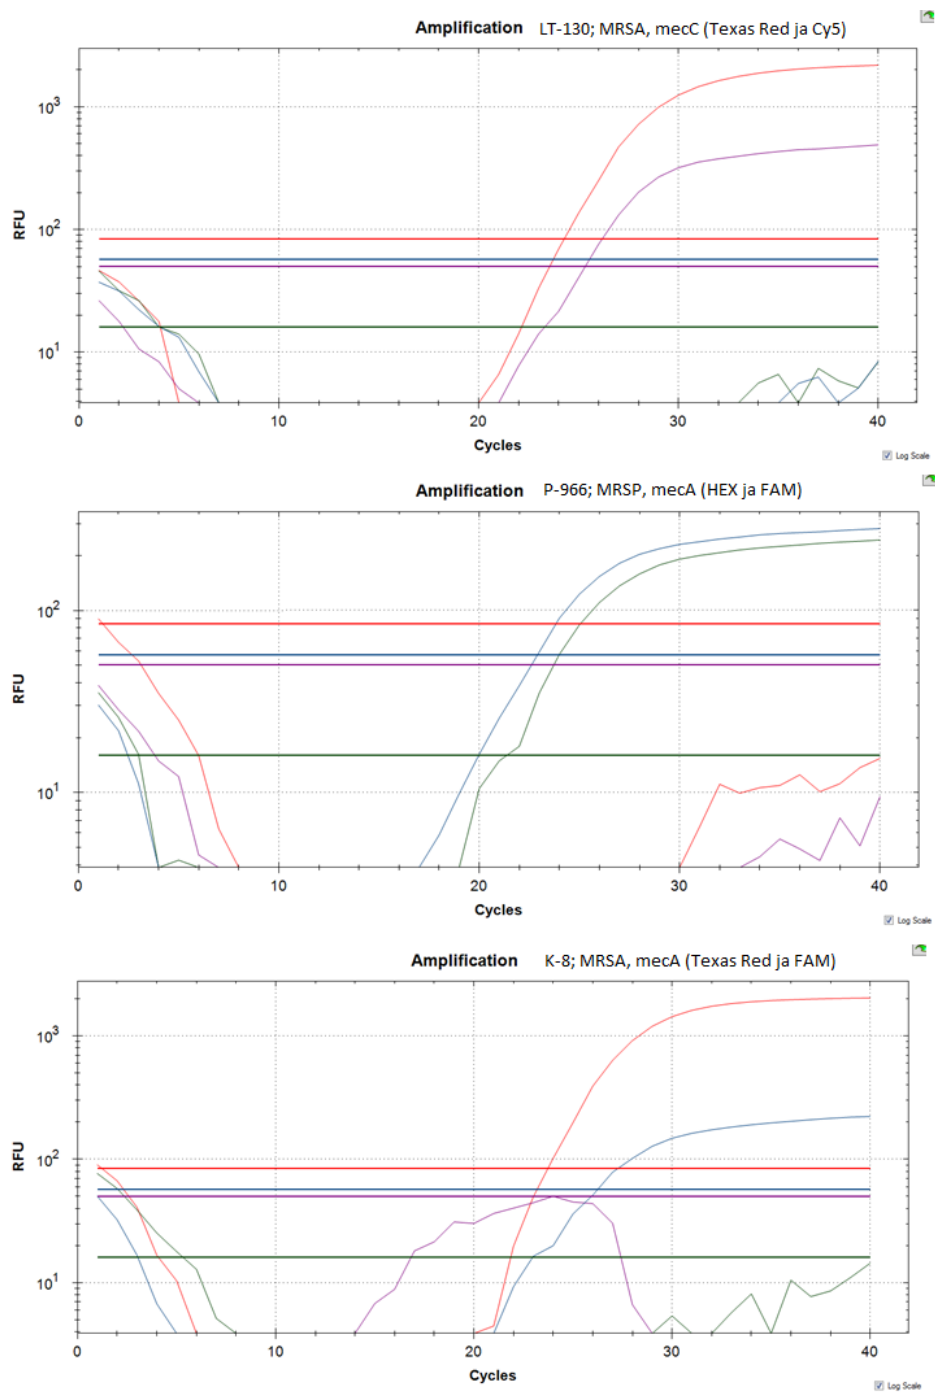 Amplification LT-130; MRSA, mecC (Texas Red ja Cy5)
10³
10²
10¹
RFU
0 10 20 30 40
Cycles
Log Scale
Amplification P-966; MRSP, mecA (HEX ja FAM)
10²
10¹
RFU
0 10 20 30 40
Cycles
Log Scale
Amplification K-8; MRSA, mecA (Texas Red ja FAM)
10³
10²
10¹
RFU
0 10 20 30 40
Cycles
Log Scale